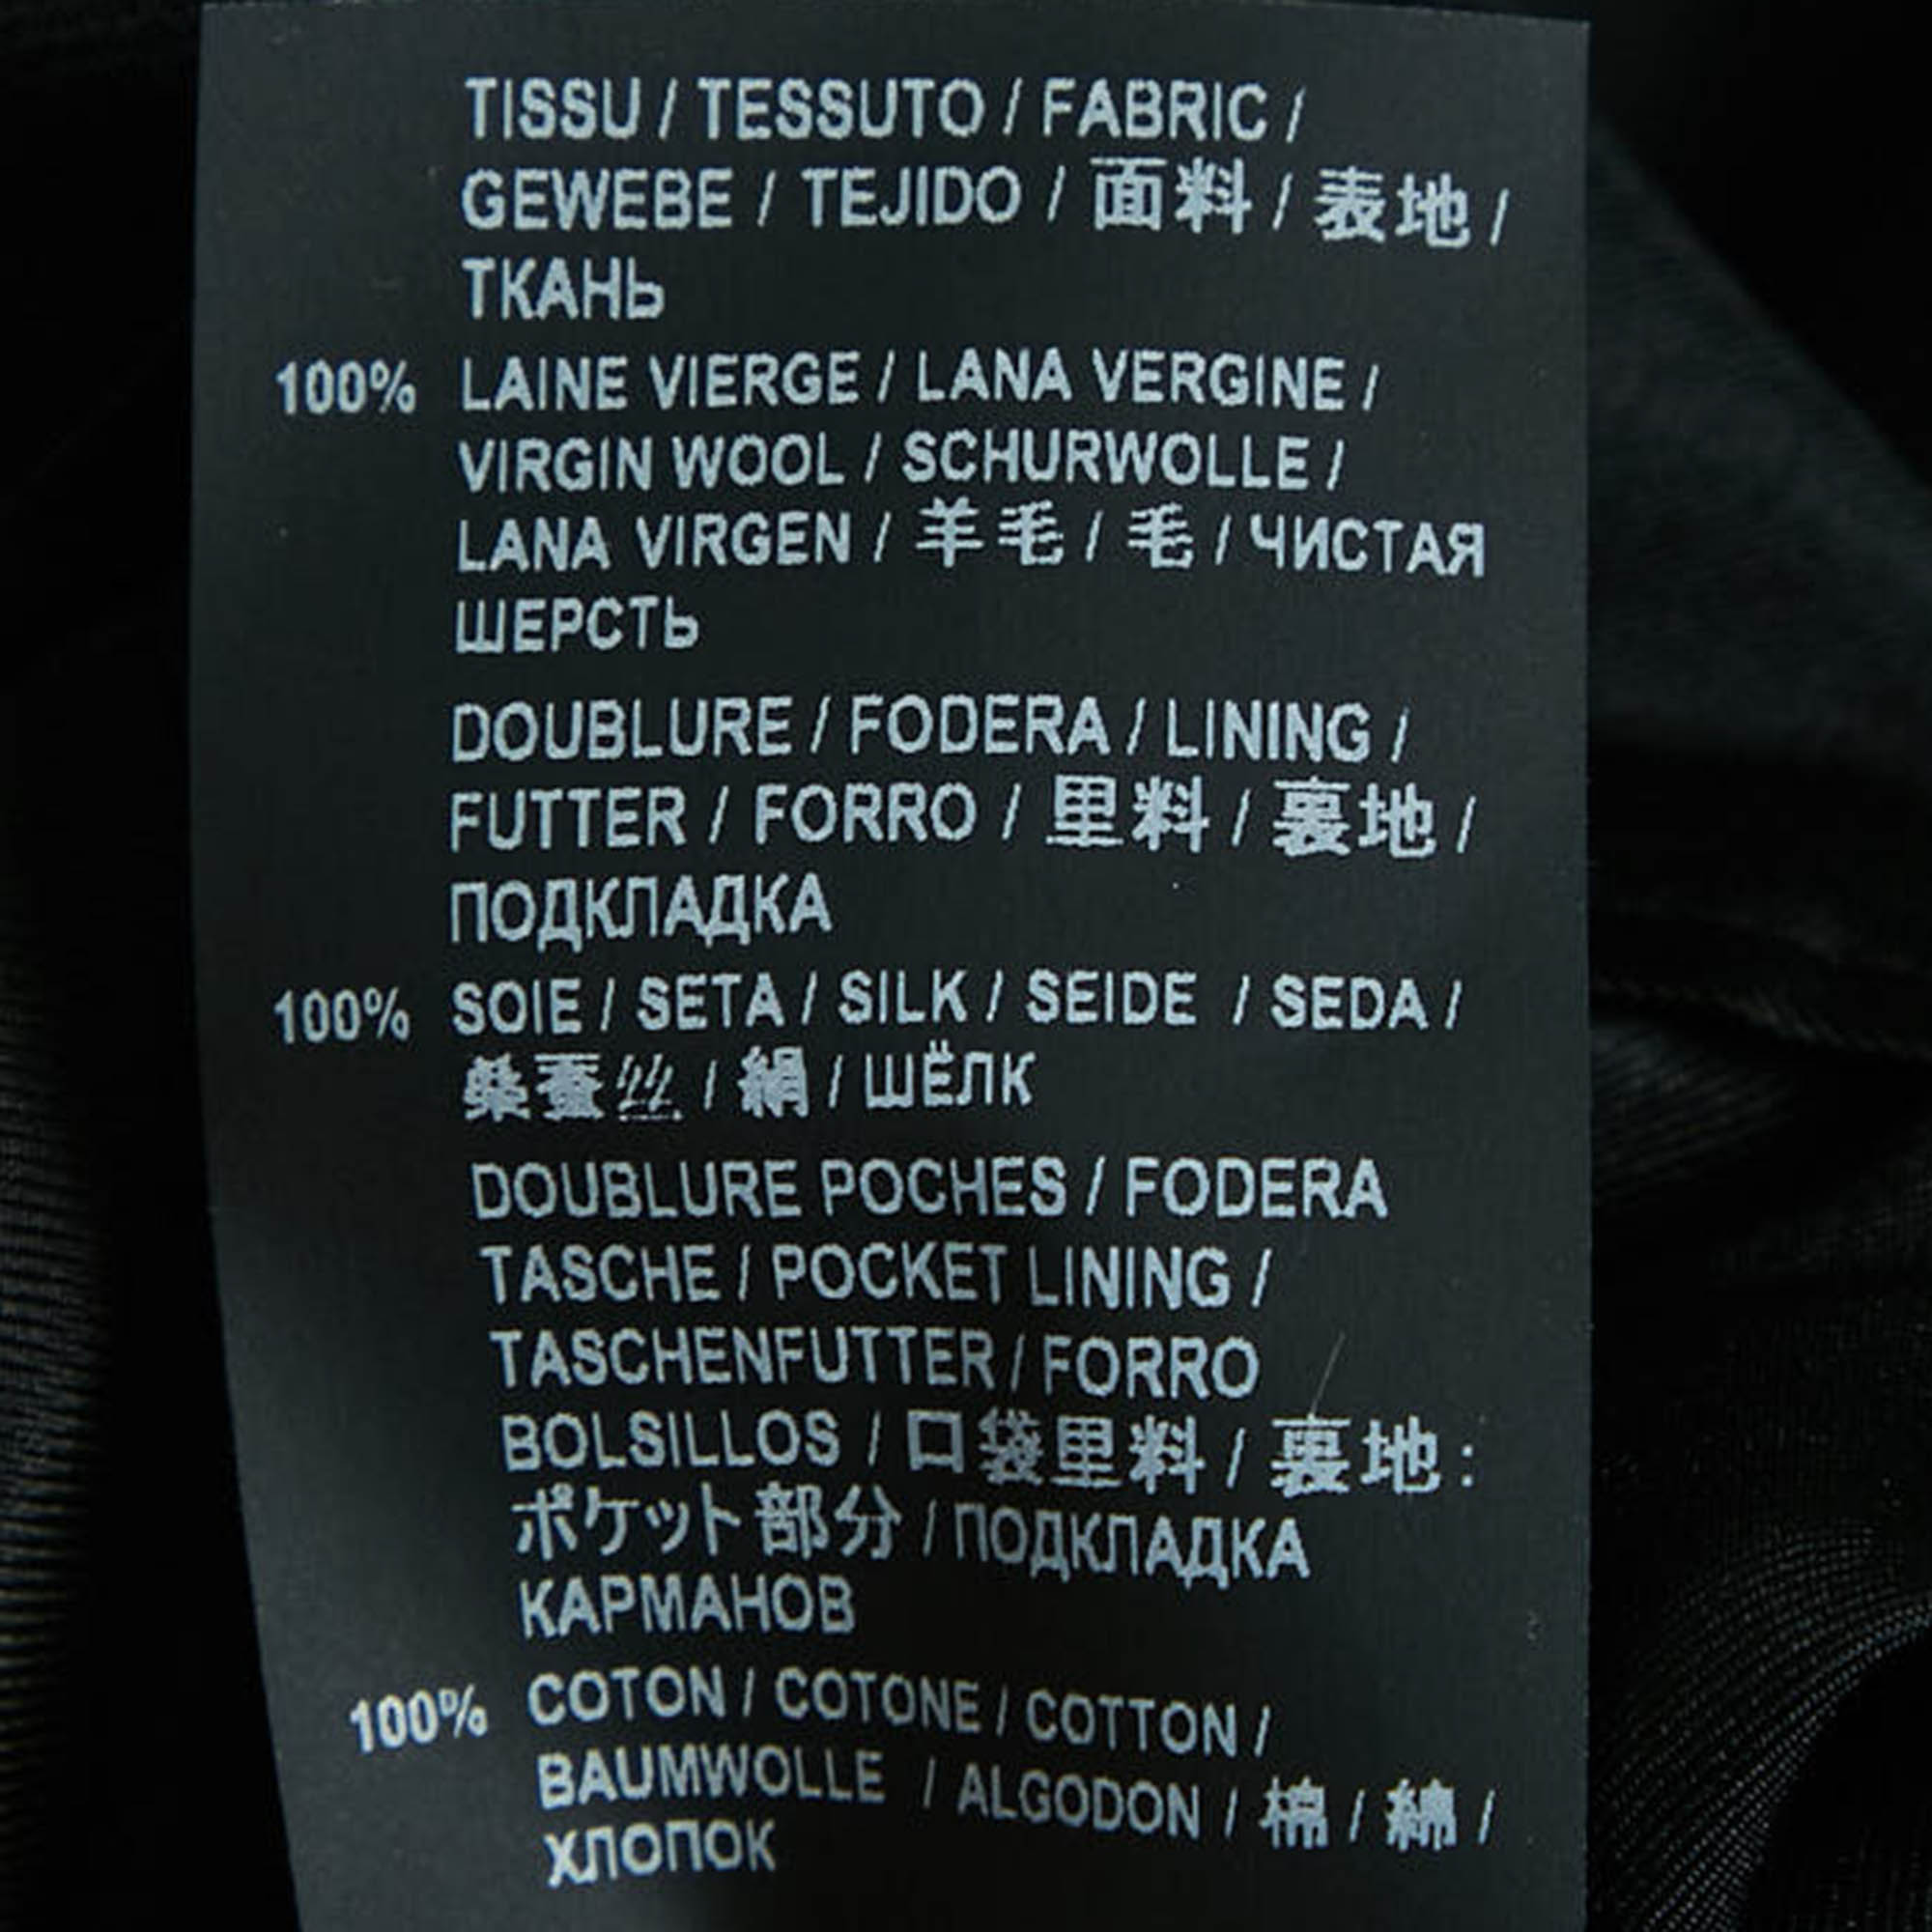 TISSU / TESSUTO / FABRIC /
GEWEBE / TEJIDO / 面料 / 表地 /
ТКАНЬ
100% LAINE VIERGE / LANA VERGINE /
VIRGIN WOOL / SCHURWOLLE /
LANA VIRGEN / 羊毛 / 毛 / ЧИСТАЯ
ШЕРСТЬ
DOUBLURE / FODERA / LINING /
FUTTER / FORRO / 里料 / 裏地 /
ПОДКЛАДКА
100% SOIE / SETA / SILK / SEIDE / SEDA /
桑蚕丝 / 絹 / ШЁЛК
DOUBLURE POCHES / FODERA
TASCHE / POCKET LINING /
TASCHENFUTTER / FORRO
BOLSILLOS / 口袋里料 / 裏地:
ポケット部分 / ПОДКЛАДКА
КАРМАНОВ
100% COTON / COTONE / COTTON /
BAUMWOLLE / ALGODON / 棉 / 綿 /
ХЛОПОК